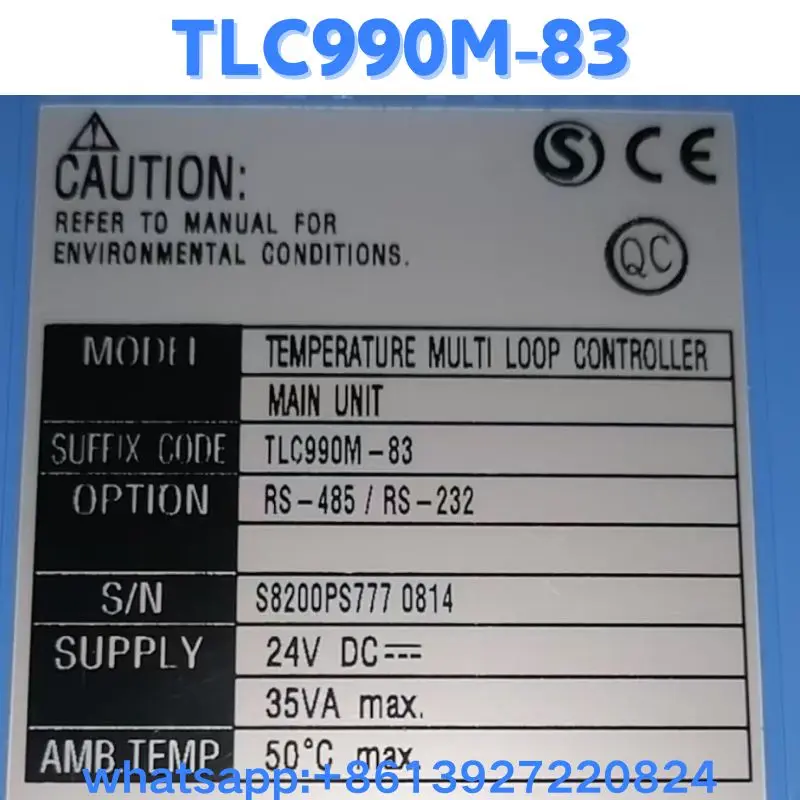 TLC990M-83
CAUTION:
REFER TO MANUAL FOR
ENVIRONMENTAL CONDITIONS.
S CE
QC
MODEL TEMPERATURE MULTI LOOP CONTROLLER
MAIN UNIT
SUFFIX CODE TLC990M-83
OPTION RS-485 / RS-232
S/N S8200PS777 0814
SUPPLY 24V DC
35VA max.
AMB.TEMP 50°C max.
whatsapp:+8613927220824